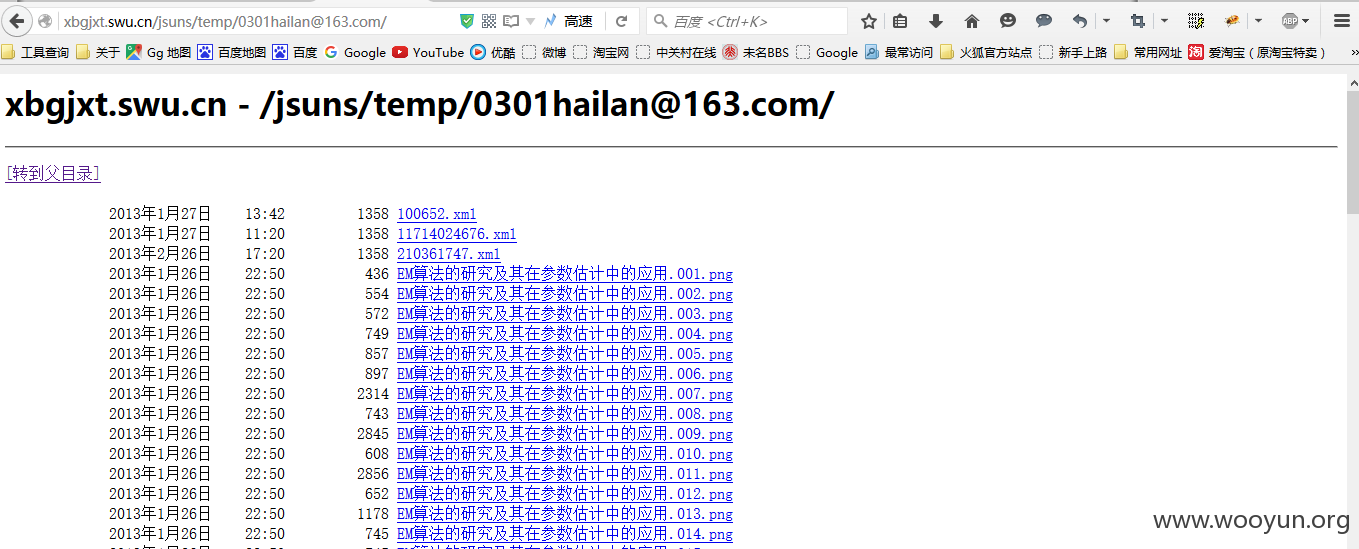 xbgjxt.swu.cn/jsuns/temp/0301hailan@163.com/ 高速 百度 <Ctrl+K> ABP
工具查询 关于 Gg 地图 百度地图 百度 Google YouTube 优酷 微博 淘宝网 中关村在线 未名BBS Google 最常访问 火狐官方站点 新手上路 常用网址 爱淘宝（原淘宝特卖） »
xbgjxt.swu.cn - /jsuns/temp/0301hailan@163.com/
[转到父目录]
2013年1月27日 13:42 1358 100652.xml
2013年1月27日 11:20 1358 11714024676.xml
2013年2月26日 17:20 1358 210361747.xml
2013年1月26日 22:50 436 EM算法的研究及其在参数估计中的应用.001.png
2013年1月26日 22:50 554 EM算法的研究及其在参数估计中的应用.002.png
2013年1月26日 22:50 572 EM算法的研究及其在参数估计中的应用.003.png
2013年1月26日 22:50 749 EM算法的研究及其在参数估计中的应用.004.png
2013年1月26日 22:50 857 EM算法的研究及其在参数估计中的应用.005.png
2013年1月26日 22:50 897 EM算法的研究及其在参数估计中的应用.006.png
2013年1月26日 22:50 2314 EM算法的研究及其在参数估计中的应用.007.png
2013年1月26日 22:50 743 EM算法的研究及其在参数估计中的应用.008.png
2013年1月26日 22:50 2845 EM算法的研究及其在参数估计中的应用.009.png
2013年1月26日 22:50 608 EM算法的研究及其在参数估计中的应用.010.png
2013年1月26日 22:50 2856 EM算法的研究及其在参数估计中的应用.011.png
2013年1月26日 22:50 652 EM算法的研究及其在参数估计中的应用.012.png
2013年1月26日 22:50 1178 EM算法的研究及其在参数估计中的应用.013.png
2013年1月26日 22:50 745 EM算法的研究及其在参数估计中的应用.014.png
www.wooyun.org